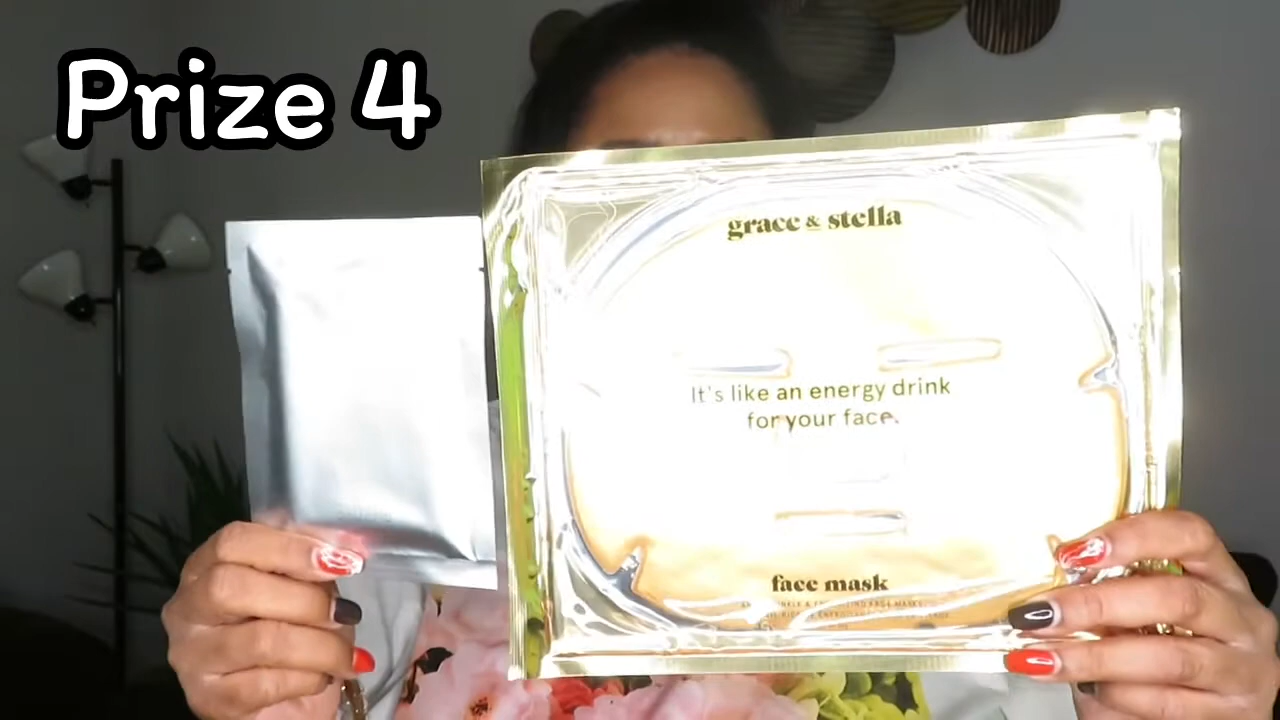 Prize 4
grace & stella
It's like an energy drink
for your face.
face mask